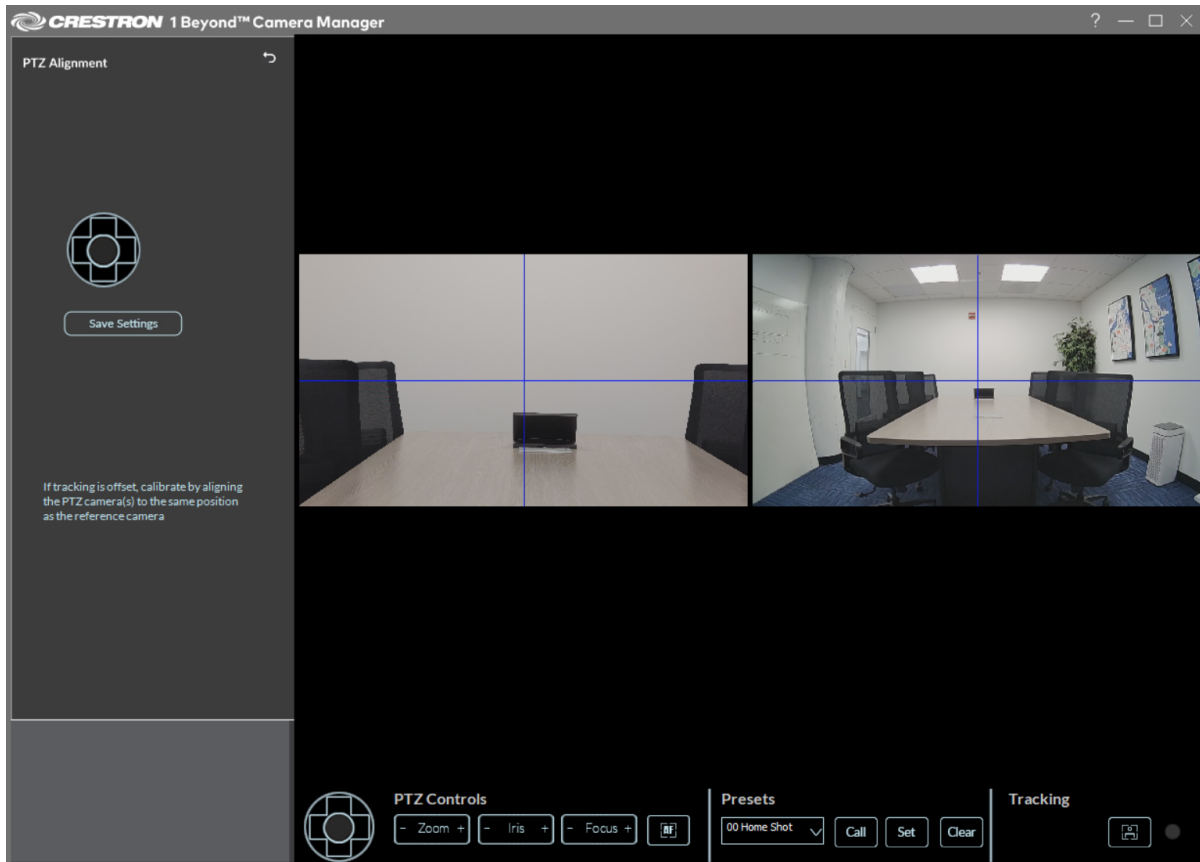 CRESTRON 1 Beyond™ Camera Manager
?
PTZ Alignment
Save Settings
If tracking is offset, calibrate by aligning
the PTZ camera(s) to the same position
as the reference camera
PTZ Controls
- Zoom +
- Iris +
- Focus +
AF
Presets
00 Home Shot
Call
Set
Clear
Tracking